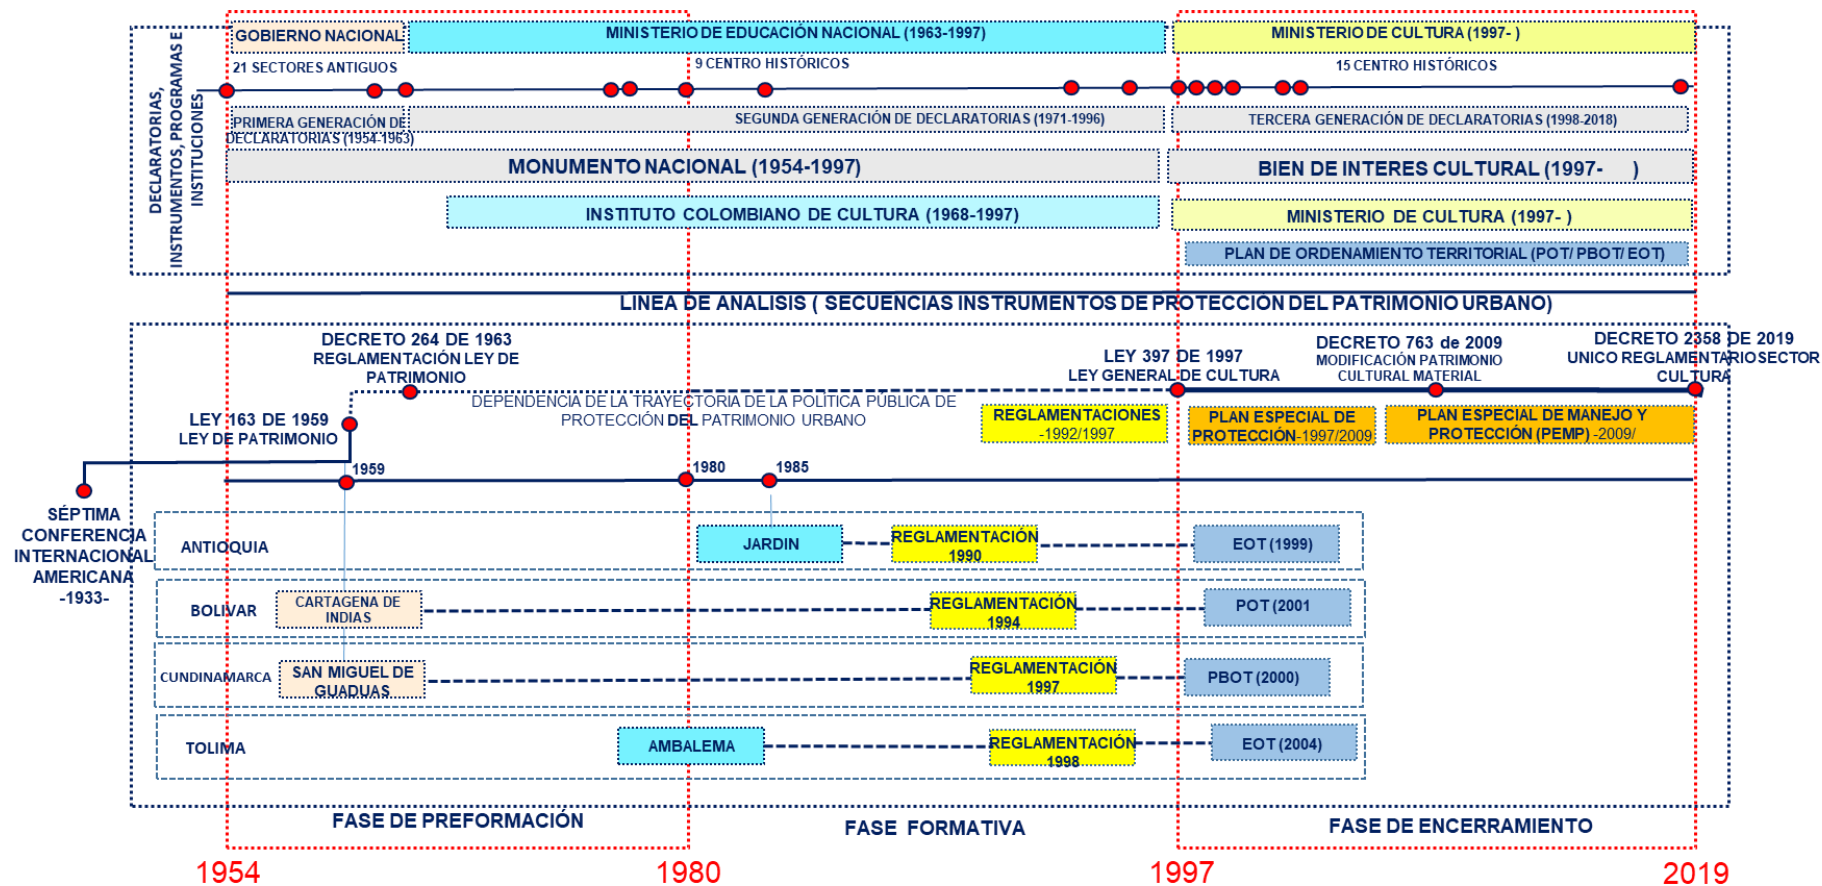 GOBIERNO NACIONAL
MINISTERIO DE EDUCACIÓN NACIONAL (1963-1997)
MINISTERIO DE CULTURA (1997- )
21 SECTORES ANTIGUOS
9 CENTRO HISTÓRICOS
15 CENTRO HISTÓRICOS
DECLARATORIAS,
INSTRUMENTOS, PROGRAMAS E
INSTITUCIONES
PRIMERA GENERACIÓN DE
DECLARATORIAS (1954-1963)
SEGUNDA GENERACIÓN DE DECLARATORIAS (1971-1996)
TERCERA GENERACIÓN DE DECLARATORIAS (1998-2018)
MONUMENTO NACIONAL (1954-1997)
BIEN DE INTERES CULTURAL (1997- )
INSTITUTO COLOMBIANO DE CULTURA (1968-1997)
MINISTERIO DE CULTURA (1997- )
PLAN DE ORDENAMIENTO TERRITORIAL (POT/ PBOT/ EOT)
LINEA DE ANÁLISIS ( SECUENCIAS INSTRUMENTOS DE PROTECCIÓN DEL PATRIMONIO URBANO)
DECRETO 264 DE 1963
REGLAMENTACIÓN LEY DE
PATRIMONIO
LEY 397 DE 1997
LEY GENERAL DE CULTURA
DECRETO 763 de 2009
MODIFICACIÓN PATRIMONIO
CULTURAL MATERIAL
DECRETO 2358 DE 2019
UNICO REGLAMENTARIO SECTOR
CULTURA
DEPENDENCIA DE LA TRAYECTORIA DE LA POLÍTICA PÚBLICA DE
PROTECCIÓN DEL PATRIMONIO URBANO
LEY 163 DE 1959
LEY DE PATRIMONIO
REGLAMENTACIONES
-1992/1997
PLAN ESPECIAL DE
PROTECCIÓN-1997/2009
PLAN ESPECIAL DE MANEJO Y
PROTECCIÓN (PEMP) -2009/
1959
1980
1985
SÉPTIMA
CONFERENCIA
INTERNACIONAL
AMERICANA
-1933-
ANTIOQUIA
JARDIN
REGLAMENTACIÓN
1990
EOT (1999)
BOLIVAR
CARTAGENA DE
INDIAS
REGLAMENTACIÓN
1994
POT (2001
CUNDINAMARCA
SAN MIGUEL DE
GUADUAS
REGLAMENTACIÓN
1997
PBOT (2000)
TOLIMA
AMBALEMA
REGLAMENTACIÓN
1998
EOT (2004)
FASE DE PREFORMACIÓN
FASE FORMATIVA
FASE DE ENCERRAMIENTO
1954
1980
1997
2019